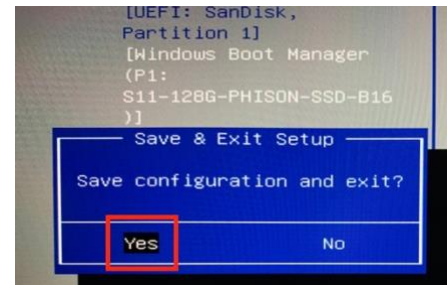 [UEFI: SanDisk,
Partition 1]
[Windows Boot Manager
(P1:
S11-128G-PHISON-SSD-B16
)]
Save & Exit Setup
Save configuration and exit?
Yes No